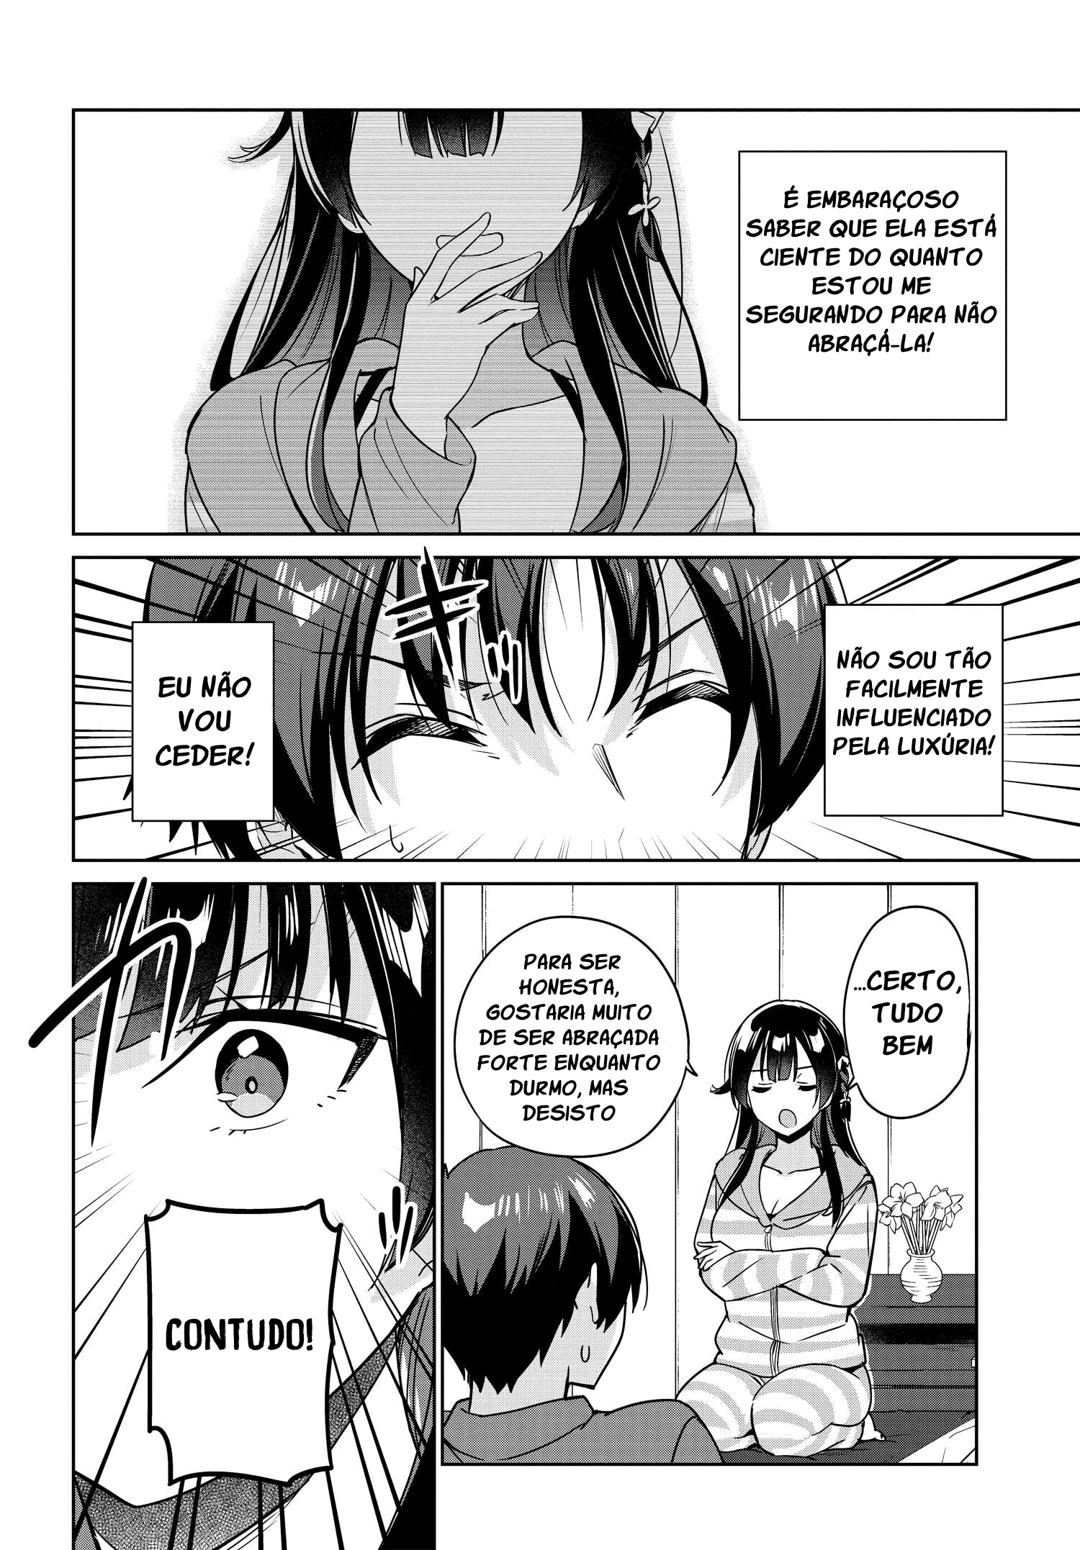 É EMBARAÇOSO
SABER QUE ELA ESTÁ
CIENTE DO QUANTO
ESTOU ME
SEGURANDO PARA NÃO
ABRAÇÁ-LA!
NÃO SOU TÃO
FACILMENTE
INFLUENCIADO
PELA LUXÚRIA!
EU NÃO
VOU
CEDER!
...CERTO,
TUDO
BEM
PARA SER
HONESTA,
GOSTARIA MUITO
DE SER ABRAÇADA
FORTE ENQUANTO
DURMO, MAS
DESISTO
CONTUDO!